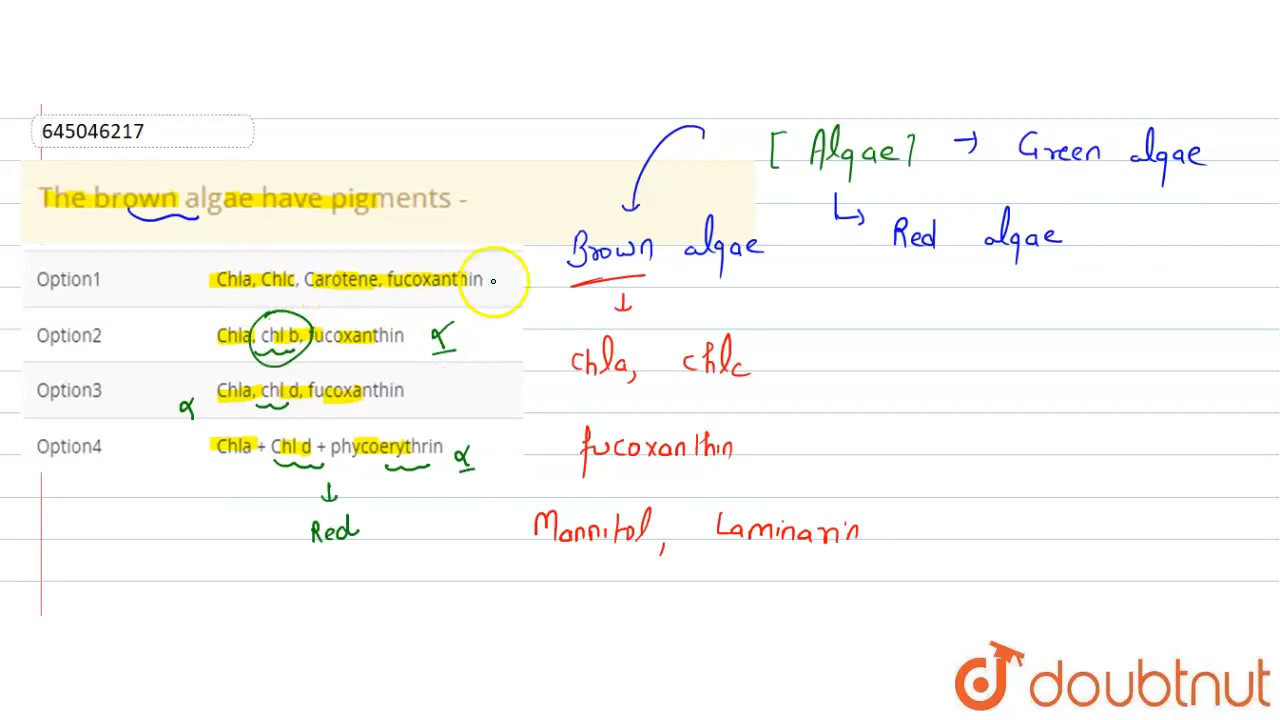 645046217
The brown algae have pigments -
Option1 Chla, Chlc, Carotene, fucoxanthin
Option2 Chla, chl b, fucoxanthin
Option3 Chla, chl d, fucoxanthin
Option4 Chla + Chl d + phycoerythrin
Red
[Algae] → Green algae
Red algae
Brown algae
chla, chlc
fucoxanthin
Mannitol, Laminarin
doubtnut